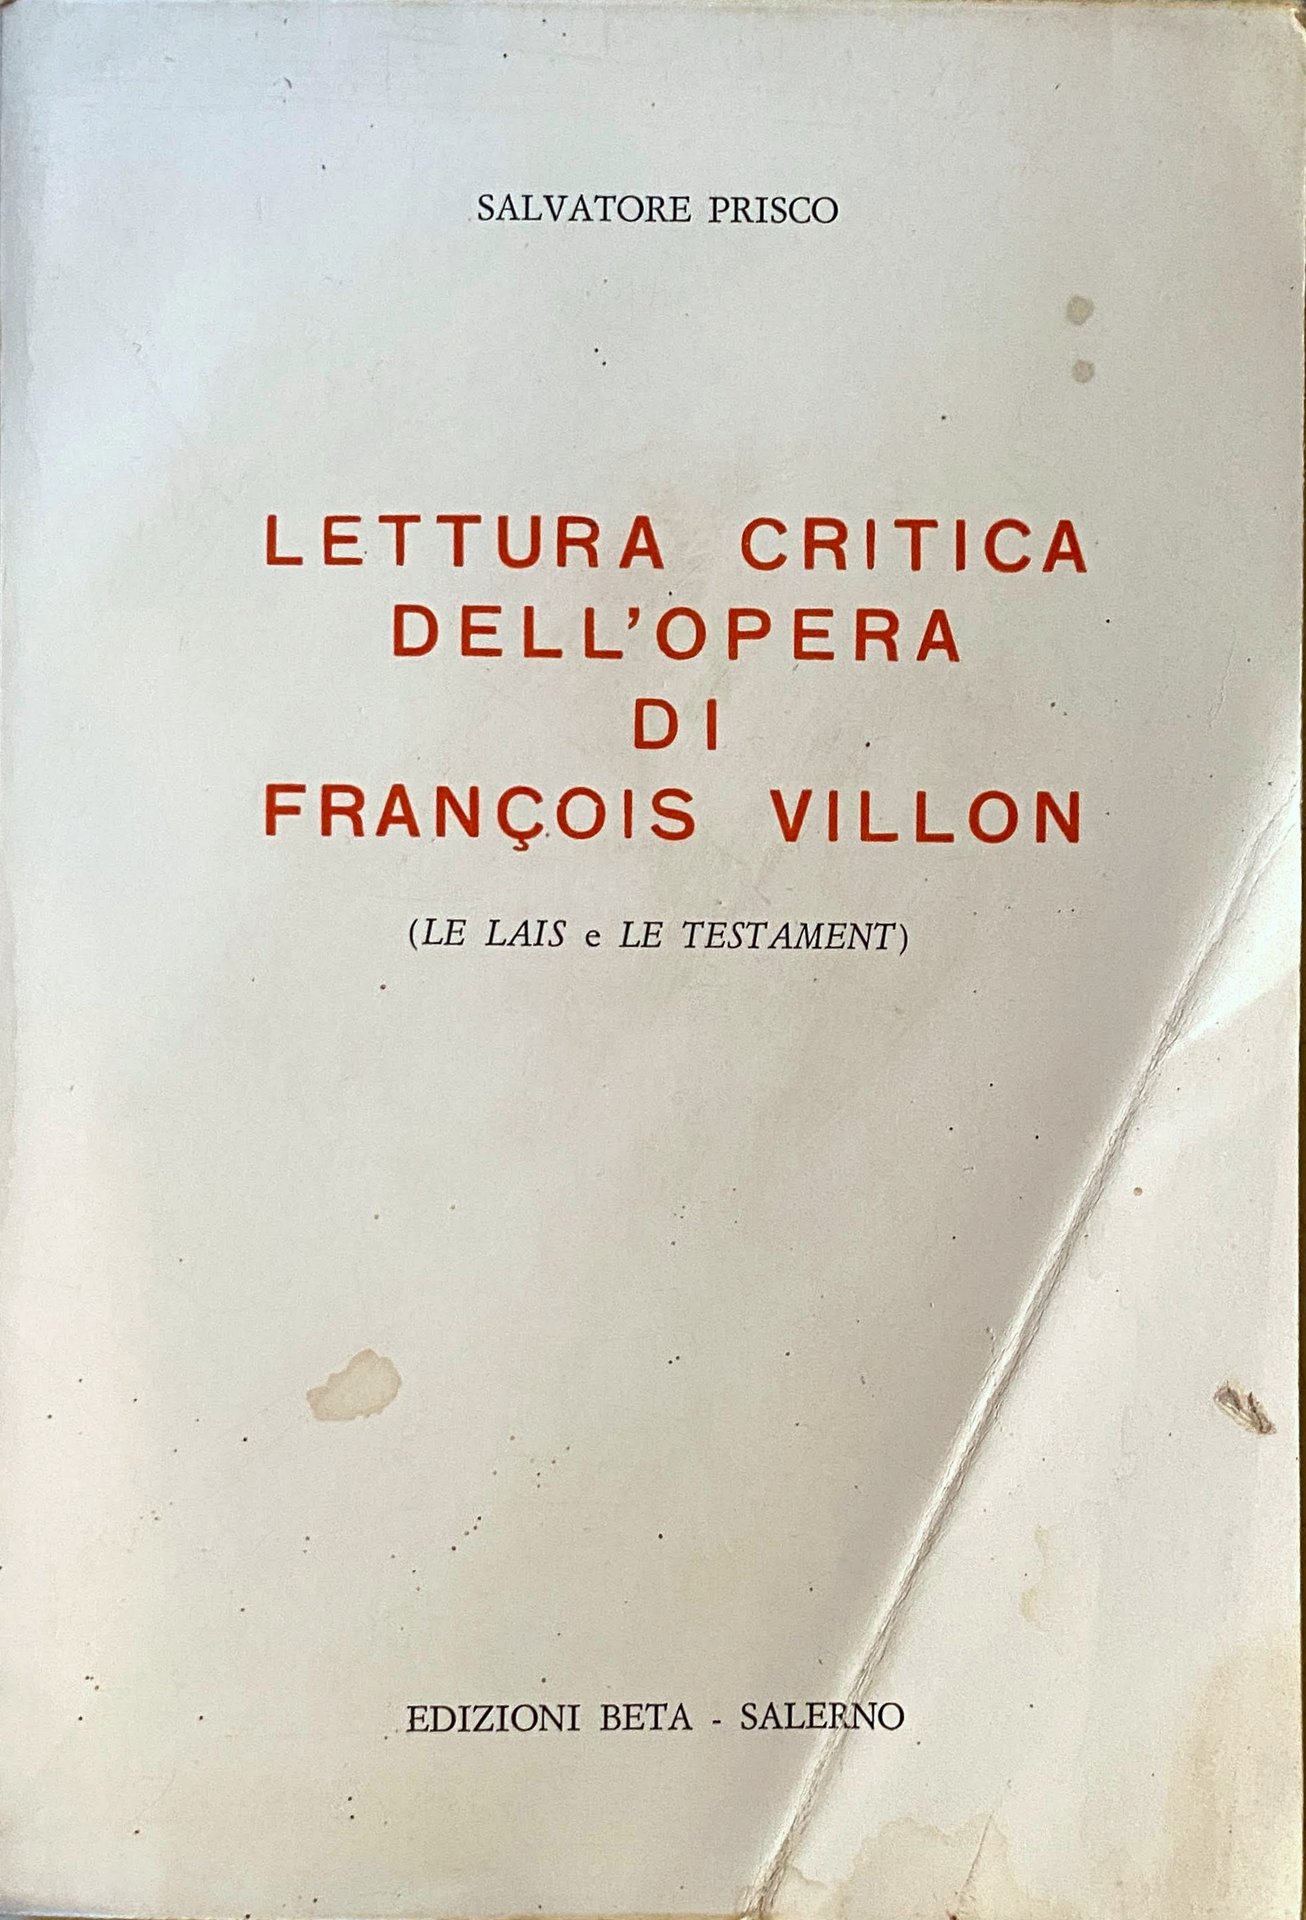 SALVATORE PRISCO
LETTURA CRITICA
DELL'OPERA
DI
FRANÇOIS VILLON
(LE LAIS e LE TESTAMENT)
EDIZIONI BETA - SALERNO